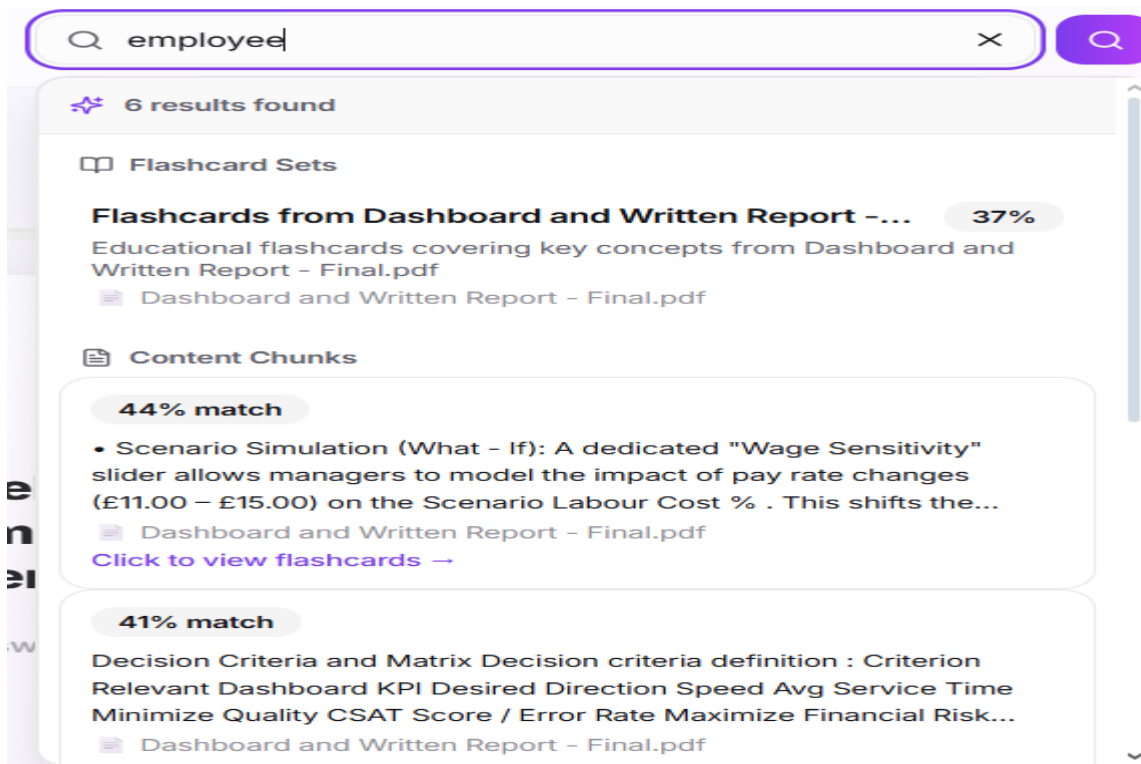 employee
6 results found
Flashcard Sets
Flashcards from Dashboard and Written Report -...
37%
Educational flashcards covering key concepts from Dashboard and
Written Report - Final.pdf
Dashboard and Written Report - Final.pdf
Content Chunks
44% match
• Scenario Simulation (What - If): A dedicated "Wage Sensitivity"
slider allows managers to model the impact of pay rate changes
(£11.00 – £15.00) on the Scenario Labour Cost % . This shifts the...
Dashboard and Written Report - Final.pdf
Click to view flashcards →
41% match
Decision Criteria and Matrix Decision criteria definition : Criterion
Relevant Dashboard KPI Desired Direction Speed Avg Service Time
Minimize Quality CSAT Score / Error Rate Maximize Financial Risk...
Dashboard and Written Report - Final.pdf